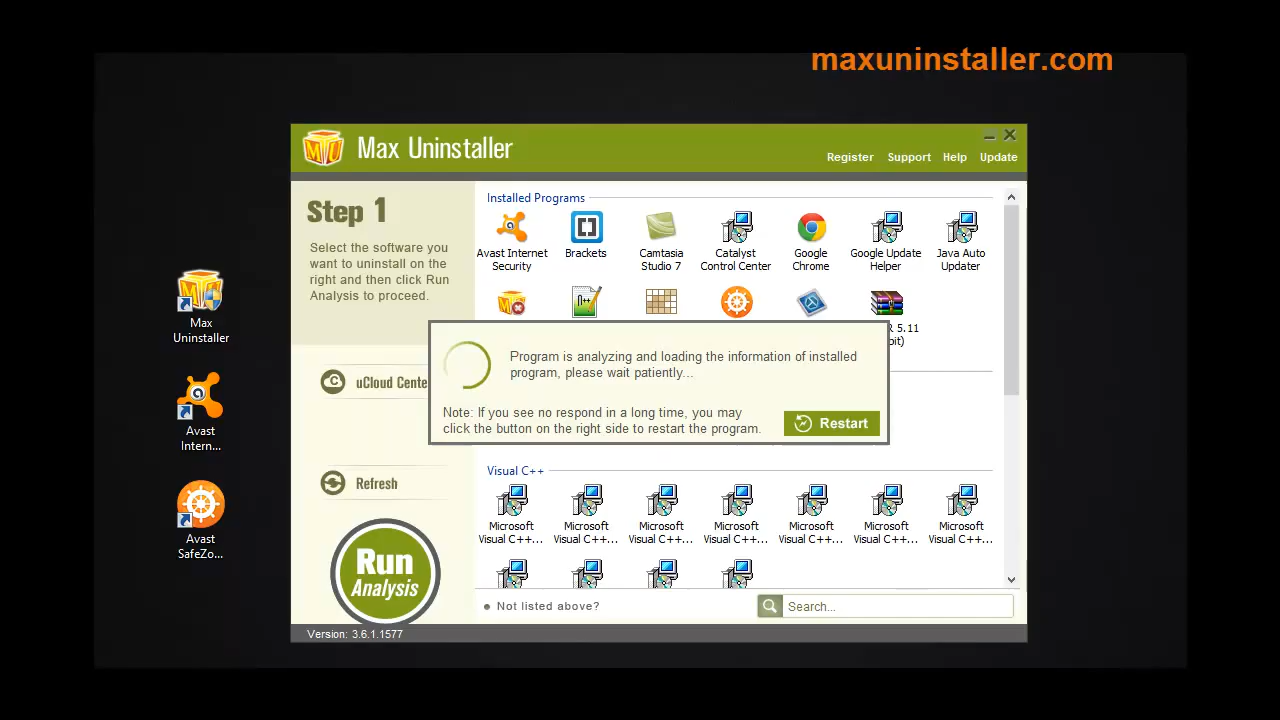 maxuninstaller.com
Max Uninstaller
Register Support Help Update
Step 1
Select the software you
want to uninstall on the
right and then click Run
Analysis to proceed.
Installed Programs
Avast Internet
Security
Brackets
Camtasia
Studio 7
Catalyst
Control Center
Google
Chrome
Google Update
Helper
Java Auto
Updater
5.11
Program is analyzing and loading the information of installed
program, please wait patiently...
Note: If you see no respond in a long time, you may
click the button on the right side to restart the program.
Restart
uCloud Cente
Refresh
Run
Analysis
Visual C++
Microsoft
Visual C++...
Microsoft
Visual C++...
Microsoft
Visual C++...
Microsoft
Visual C++...
Microsoft
Visual C++...
Microsoft
Visual C++...
Microsoft
Visual C++...
Not listed above?
Search...
Version: 3.6.1.1577
Max
Uninstaller
Avast
Intern...
Avast
SafeZo...